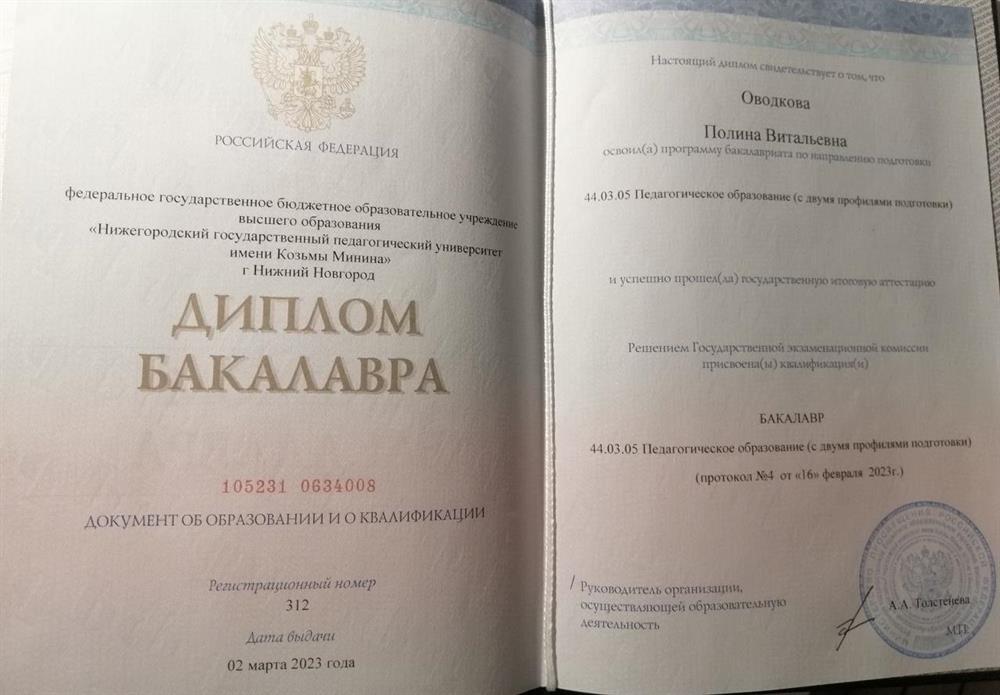 РОССИЙСКАЯ ФЕДЕРАЦИЯ
федеральное государственное бюджетное образовательное учреждение
высшего образования
«Нижегородский государственный педагогический университет
имени Козьмы Минина»
г Нижний Новгород
ДИПЛОМ
БАКАЛАВРА
105231 0634008
ДОКУМЕНТ ОБ ОБРАЗОВАНИИ И О КВАЛИФИКАЦИИ
Регистрационный номер
312
Дата выдачи
02 марта 2023 года
Настоящий диплом свидетельствует о том, что
Оводкова
Полина Витальевна
освоил(а) программу бакалавриата по направлению подготовки
44.03.05 Педагогическое образование (с двумя профилями подготовки)
и успешно прошел(ла) государственную итоговую аттестацию
Решением Государственной экзаменационной комиссии
присвоена(ы) квалификация(и)
БАКАЛАВР
44.03.05 Педагогическое образование (с двумя профилями подготовки)
(протокол №4 от «16» февраля 2023г.)
/ Руководитель организации,
осуществляющей образовательную
деятельность
А.А. Толстенева
М.П.